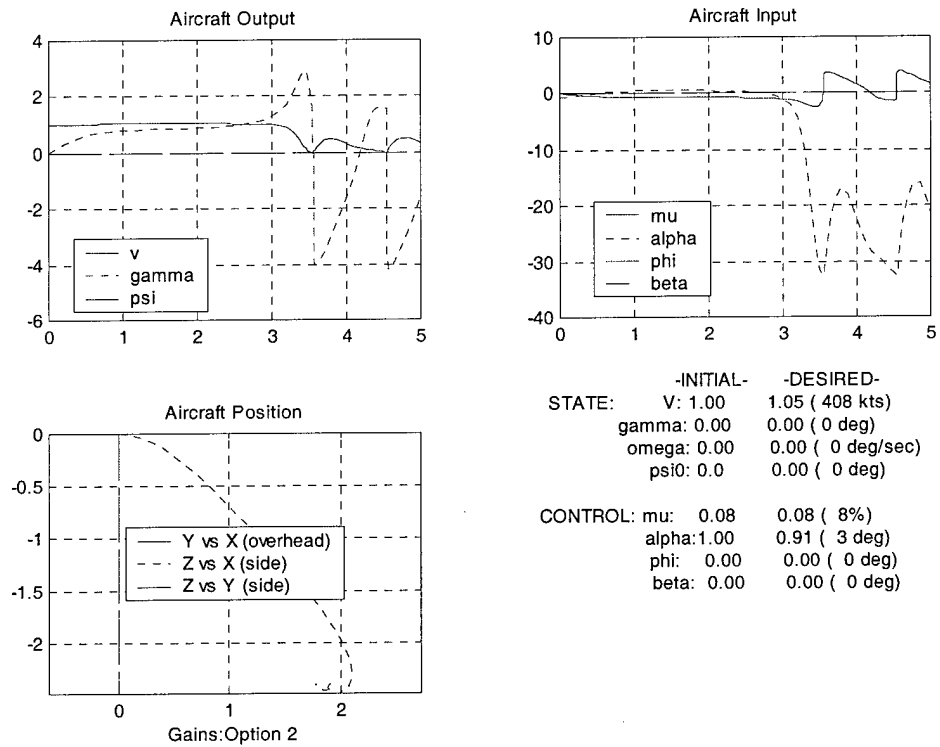 Aircraft Output
4
2
0
-2
-4
-6
0 1 2 3 4 5
v
gamma
psi
Aircraft Input
10
0
-10
-20
-30
-40
0 1 2 3 4 5
mu
alpha
phi
beta
Aircraft Position
0
-0.5
-1
-1.5
-2
0 1 2
Y vs X (overhead)
Z vs X (side)
Z vs Y (side)
Gains:Option 2
-INITIAL- -DESIRED-
STATE: V: 1.00 1.05 ( 408 kts)
gamma: 0.00 0.00 ( 0 deg)
omega: 0.00 0.00 ( 0 deg/sec)
psi0: 0.0 0.00 ( 0 deg)
CONTROL: mu: 0.08 0.08 ( 8%)
alpha:1.00 0.91 ( 3 deg)
phi: 0.00 0.00 ( 0 deg)
beta: 0.00 0.00 ( 0 deg)